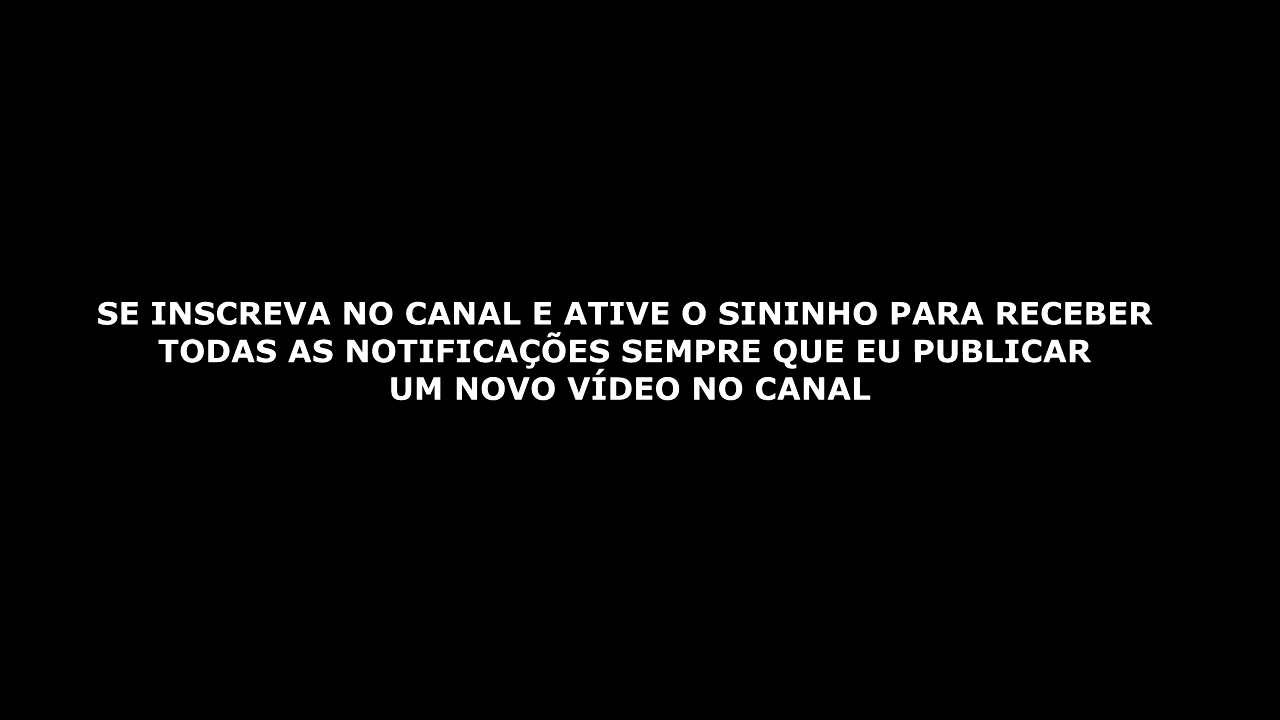 SE INSCREVA NO CANAL E ATIVE O SININHO PARA RECEBER
TODAS AS NOTIFICAÇÕES SEMPRE QUE EU PUBLICAR
UM NOVO VÍDEO NO CANAL